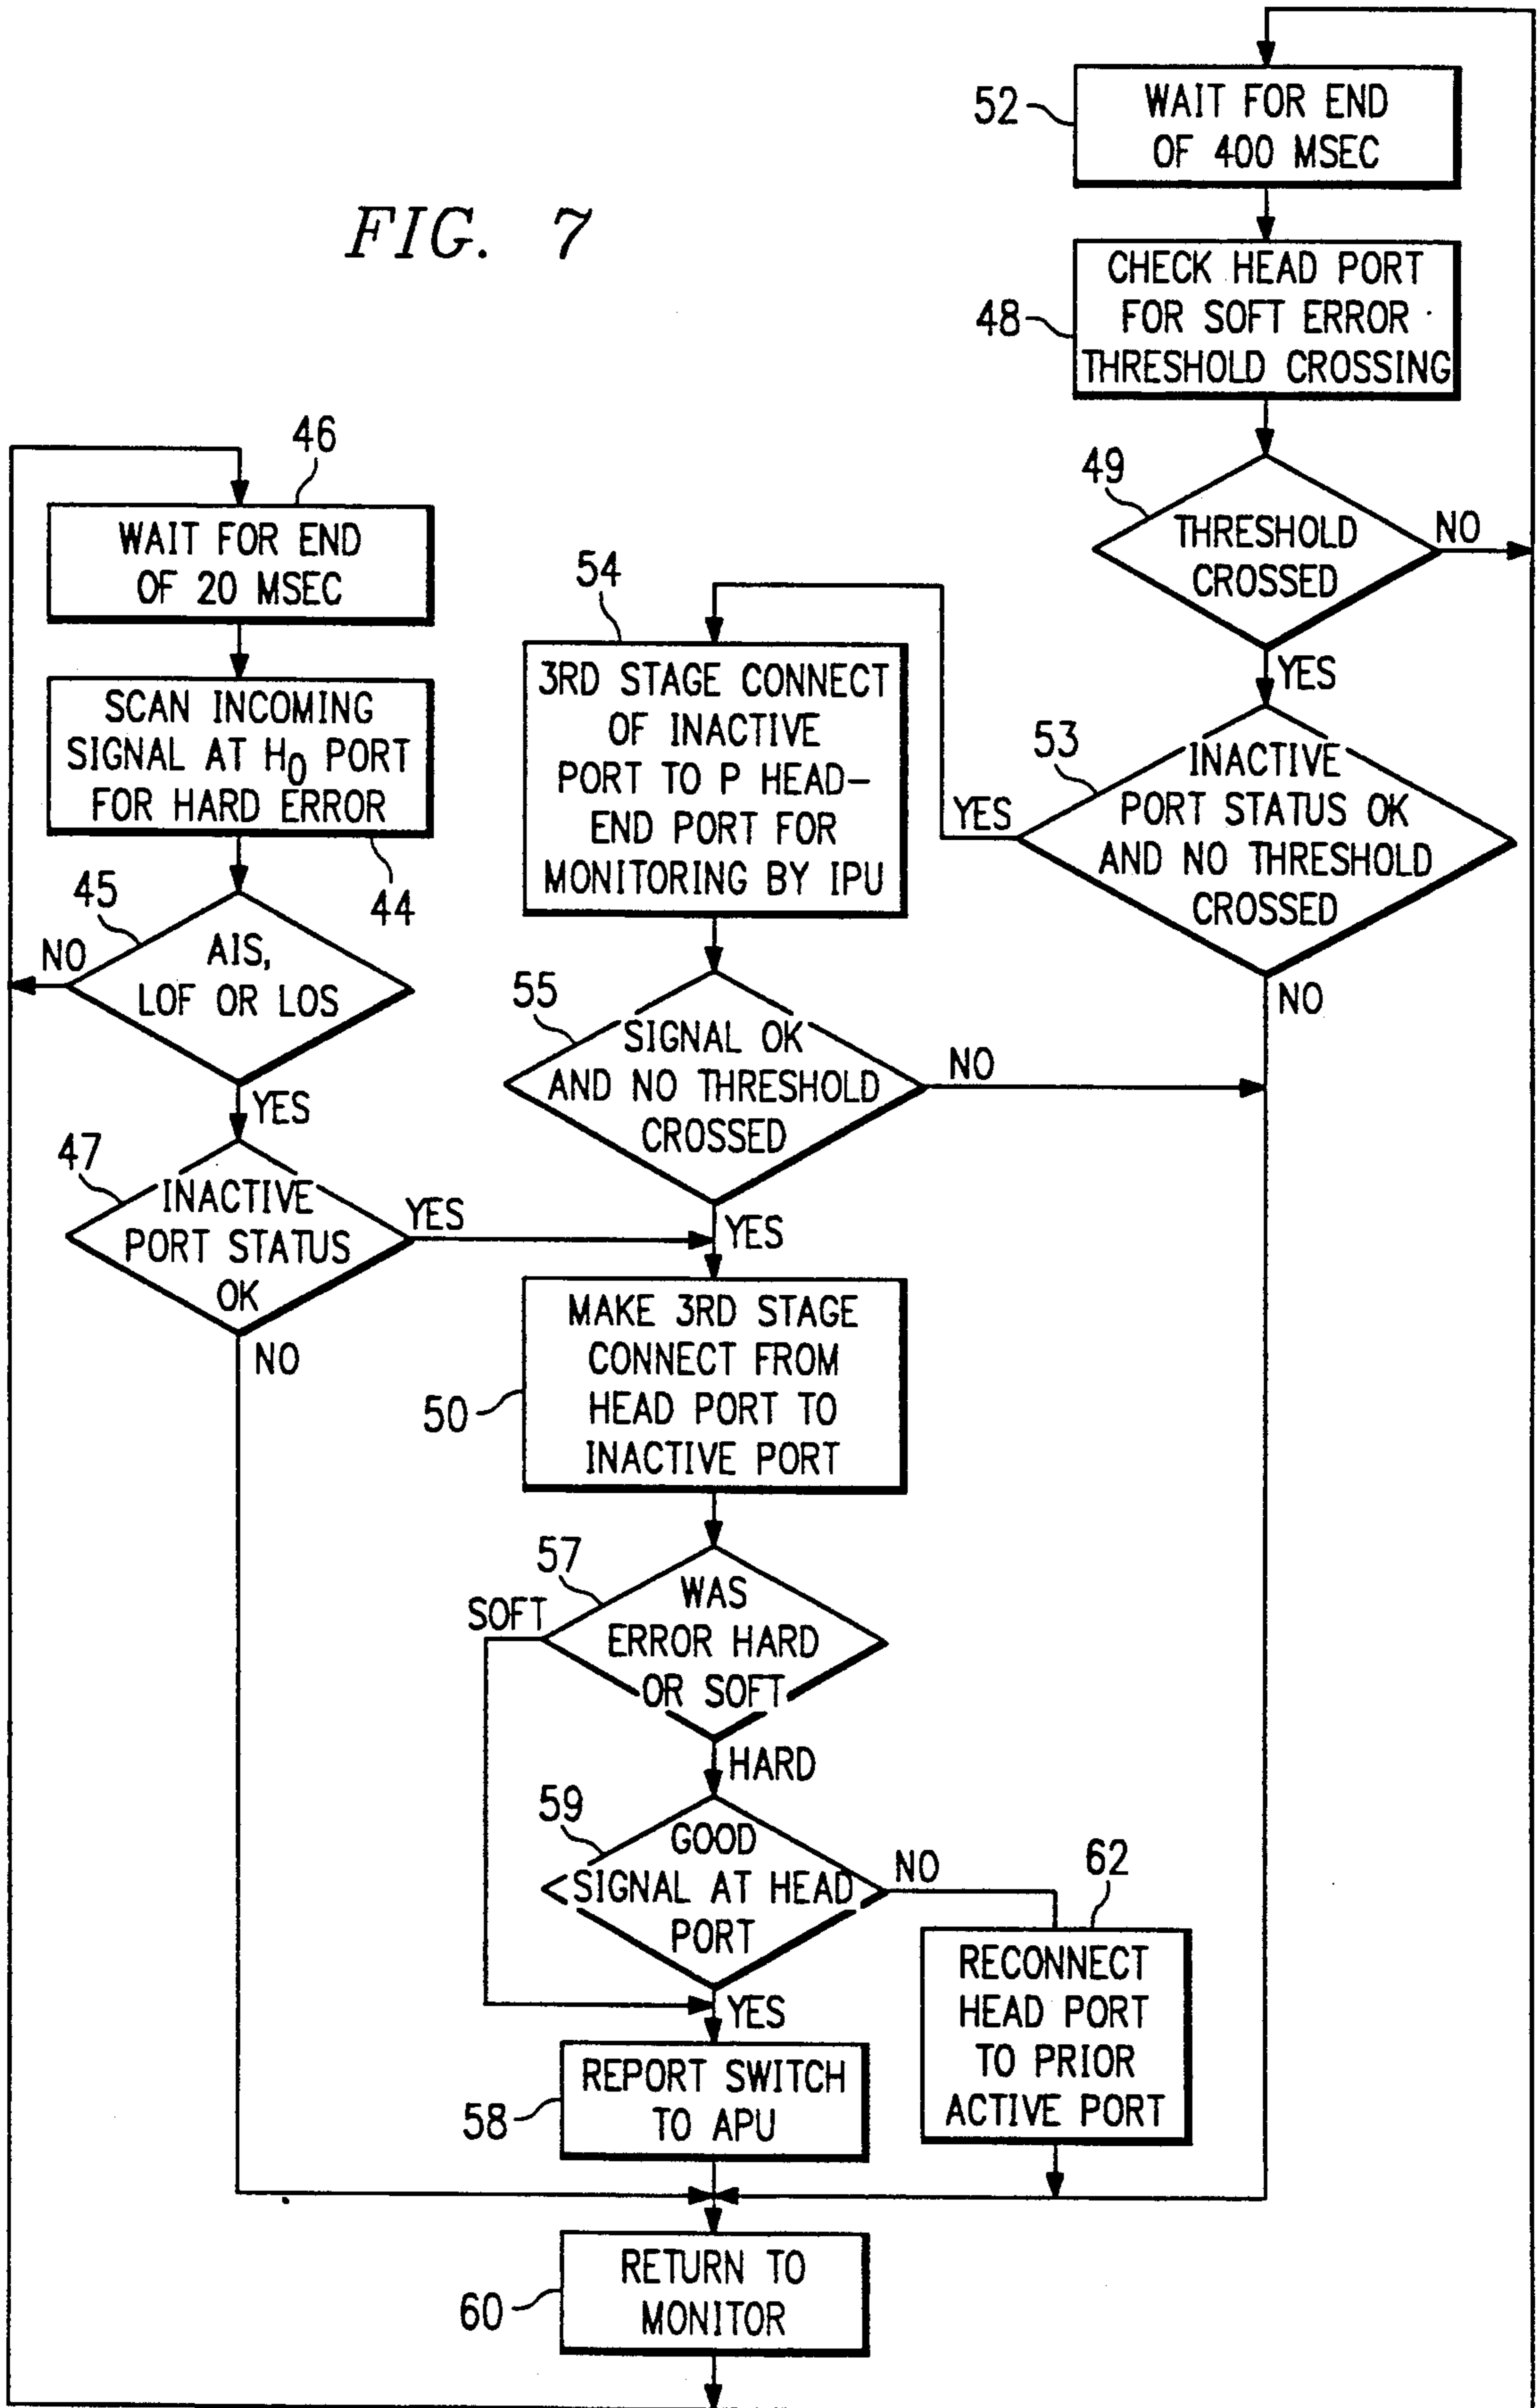 FIG. 7
52
WAIT FOR END
OF 400 MSEC
48
CHECK HEAD PORT
FOR SOFT ERROR
THRESHOLD CROSSING
49
THRESHOLD
CROSSED
NO
YES
53
INACTIVE
PORT STATUS OK
AND NO THRESHOLD
CROSSED
YES
NO
46
WAIT FOR END
OF 20 MSEC
SCAN INCOMING
SIGNAL AT H0 PORT
FOR HARD ERROR
44
45
AIS,
LOF OR LOS
NO
YES
47
INACTIVE
PORT STATUS
OK
YES
NO
54
3RD STAGE CONNECT
OF INACTIVE
PORT TO P HEAD-
END PORT FOR
MONITORING BY IPU
55
SIGNAL OK
AND NO THRESHOLD
CROSSED
NO
YES
50
MAKE 3RD STAGE
CONNECT FROM
HEAD PORT TO
INACTIVE PORT
57
WAS
ERROR HARD
OR SOFT
SOFT
HARD
59
GOOD
SIGNAL AT HEAD
PORT
NO
YES
62
RECONNECT
HEAD PORT
TO PRIOR
ACTIVE PORT
58
REPORT SWITCH
TO APU
60
RETURN TO
MONITOR